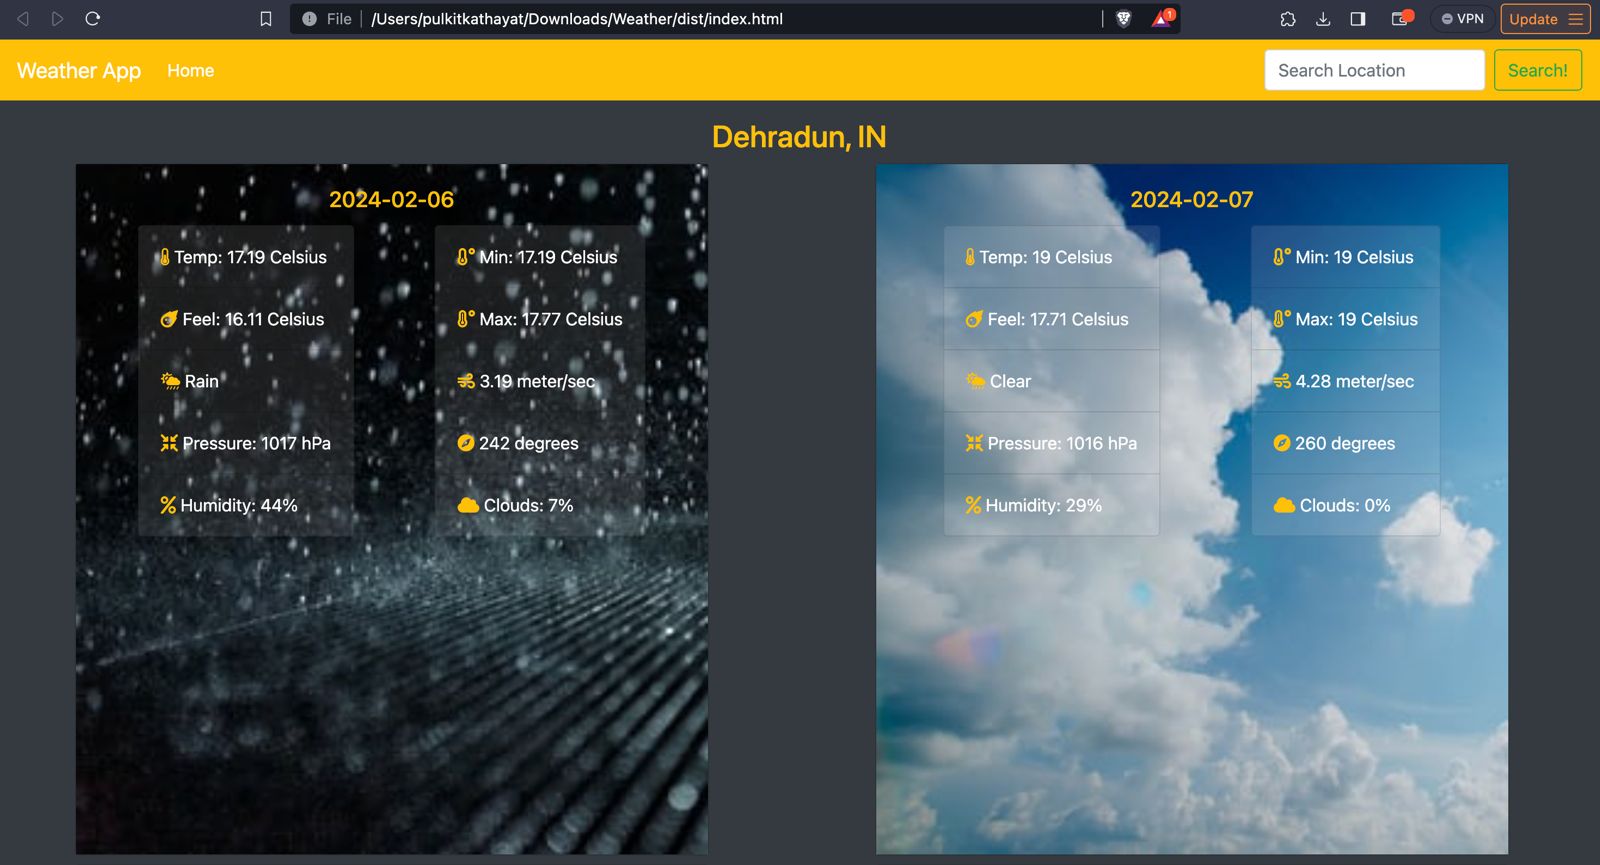 File | /Users/pulkitkathayat/Downloads/Weather/dist/index.html
1
VPN
Update
Weather App Home
Search Location
Search!
Dehradun, IN
2024-02-06
Temp: 17.19 Celsius
Feel: 16.11 Celsius
Rain
Pressure: 1017 hPa
Humidity: 44%
Min: 17.19 Celsius
Max: 17.77 Celsius
3.19 meter/sec
242 degrees
Clouds: 7%
2024-02-07
Temp: 19 Celsius
Feel: 17.71 Celsius
Clear
Pressure: 1016 hPa
Humidity: 29%
Min: 19 Celsius
Max: 19 Celsius
4.28 meter/sec
260 degrees
Clouds: 0%